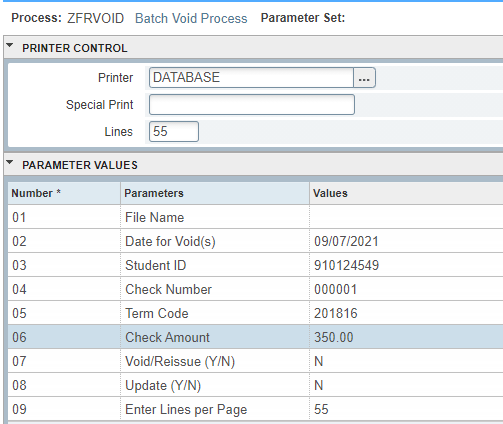 Process: ZFRVOID Batch Void Process Parameter Set:
PRINTER CONTROL
Printer DATABASE ...
Special Print
Lines 55
PARAMETER VALUES
Number * Parameters Values
01 File Name
02 Date for Void(s) 09/07/2021
03 Student ID 910124549
04 Check Number 000001
05 Term Code 201816
06 Check Amount 350.00
07 Void/Reissue (Y/N) N
08 Update (Y/N) N
09 Enter Lines per Page 55